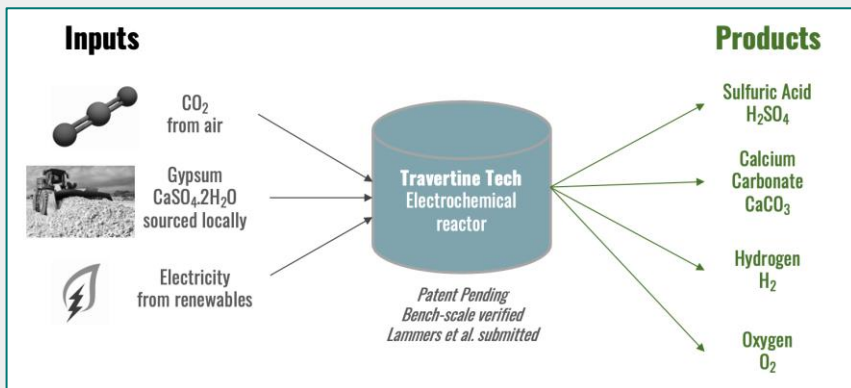 Inputs
CO₂
from air
Gypsum
CaSO₄.2H₂O
sourced locally
Electricity
from renewables
Travertine Tech
Electrochemical
reactor
Patent Pending
Bench-scale verified
Lammers et al. submitted
Products
Sulfuric Acid
H₂SO₄
Calcium
Carbonate
CaCO₃
Hydrogen
H₂
Oxygen
O₂